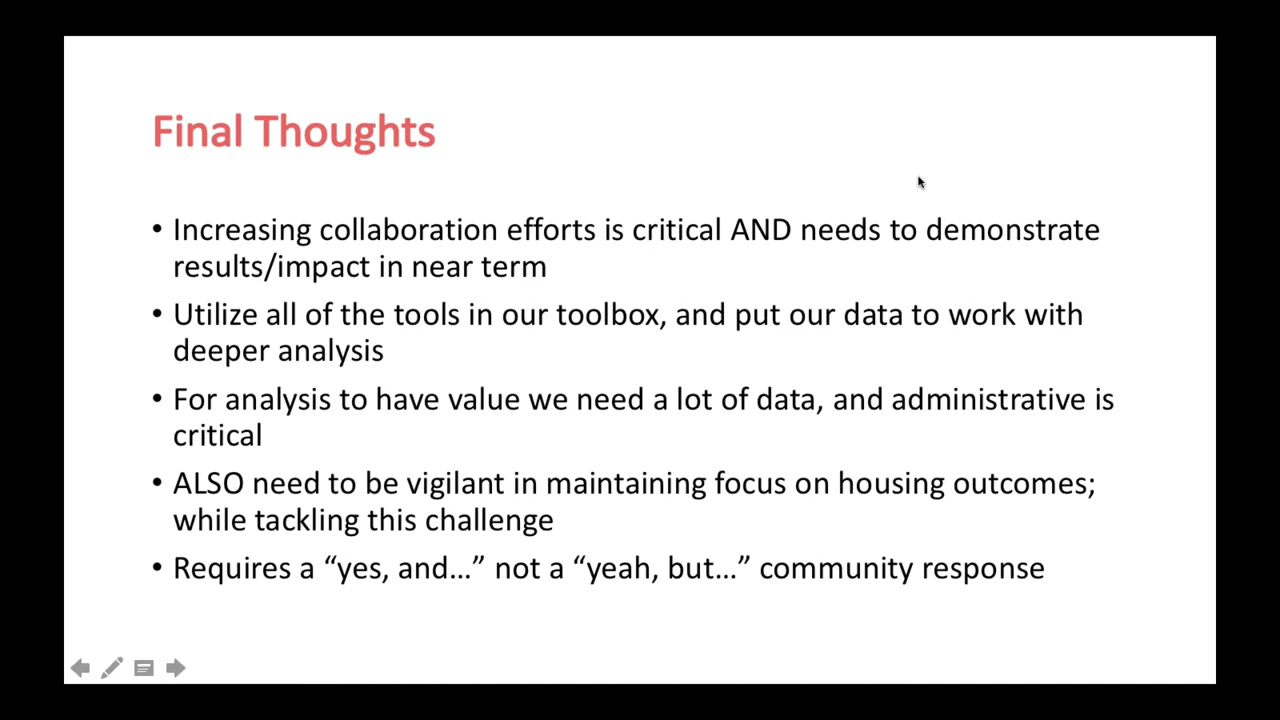 Final Thoughts
• Increasing collaboration efforts is critical AND needs to demonstrate
results/impact in near term
• Utilize all of the tools in our toolbox, and put our data to work with
deeper analysis
• For analysis to have value we need a lot of data, and administrative is
critical
• ALSO need to be vigilant in maintaining focus on housing outcomes;
while tackling this challenge
• Requires a “yes, and…” not a “yeah, but…” community response